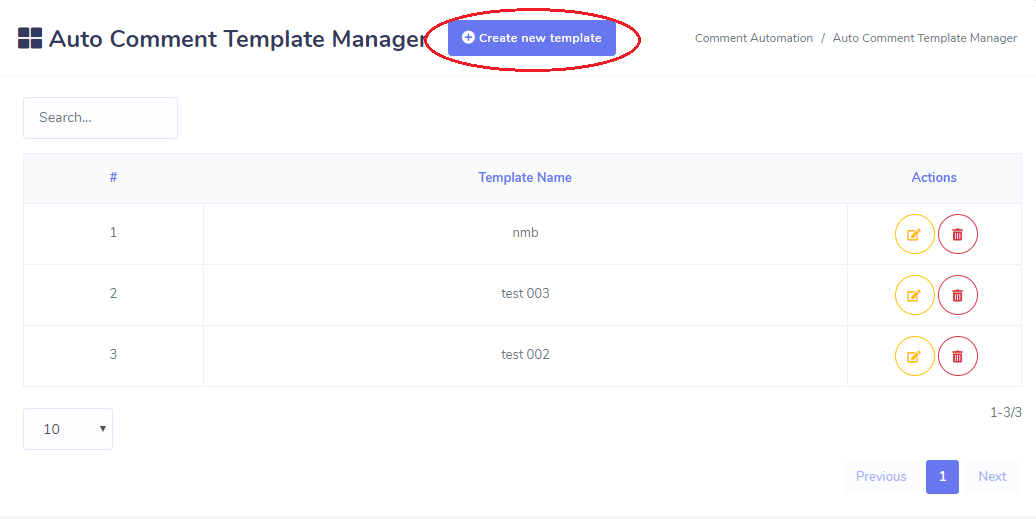 Auto Comment Template Manager
Create new template
Comment Automation / Auto Comment Template Manager
Search...
# Template Name Actions
1 nmb
2 test 003
3 test 002
10
1-3/3
Previous 1 Next